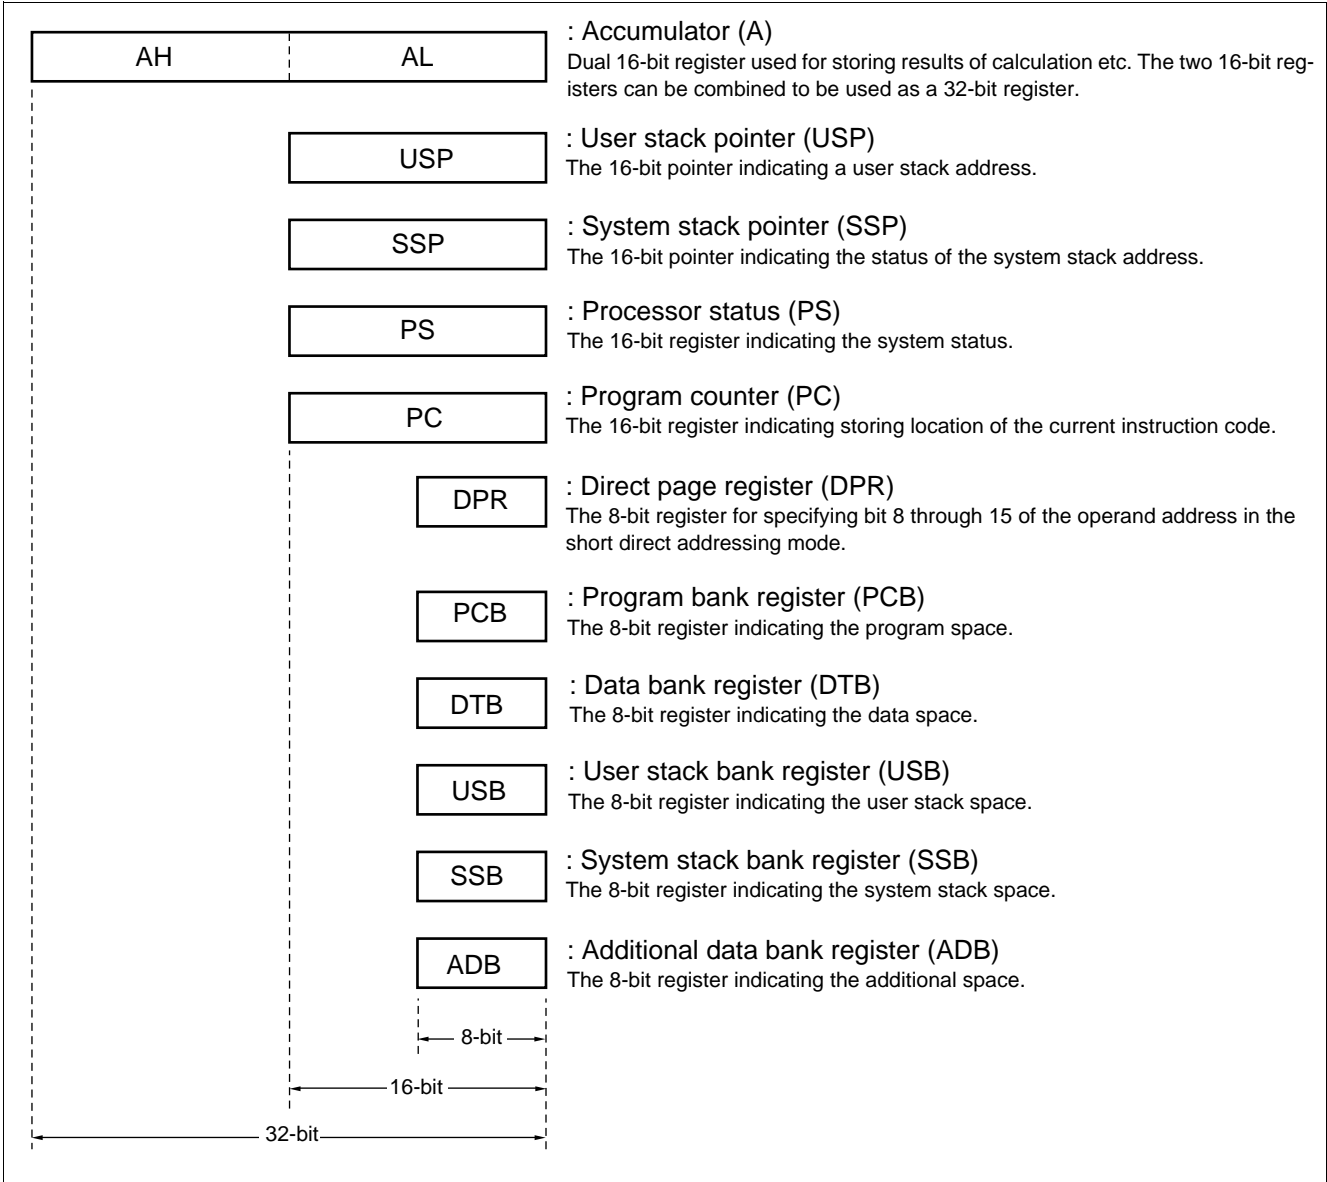 AH
AL
: Accumulator (A)
Dual 16-bit register used for storing results of calculation etc. The two 16-bit reg-
isters can be combined to be used as a 32-bit register.
USP
: User stack pointer (USP)
The 16-bit pointer indicating a user stack address.
SSP
: System stack pointer (SSP)
The 16-bit pointer indicating the status of the system stack address.
PS
: Processor status (PS)
The 16-bit register indicating the system status.
PC
: Program counter (PC)
The 16-bit register indicating storing location of the current instruction code.
DPR
: Direct page register (DPR)
The 8-bit register for specifying bit 8 through 15 of the operand address in the
short direct addressing mode.
PCB
: Program bank register (PCB)
The 8-bit register indicating the program space.
DTB
: Data bank register (DTB)
The 8-bit register indicating the data space.
USB
: User stack bank register (USB)
The 8-bit register indicating the user stack space.
SSB
: System stack bank register (SSB)
The 8-bit register indicating the system stack space.
ADB
: Additional data bank register (ADB)
The 8-bit register indicating the additional space.
8-bit
16-bit
32-bit